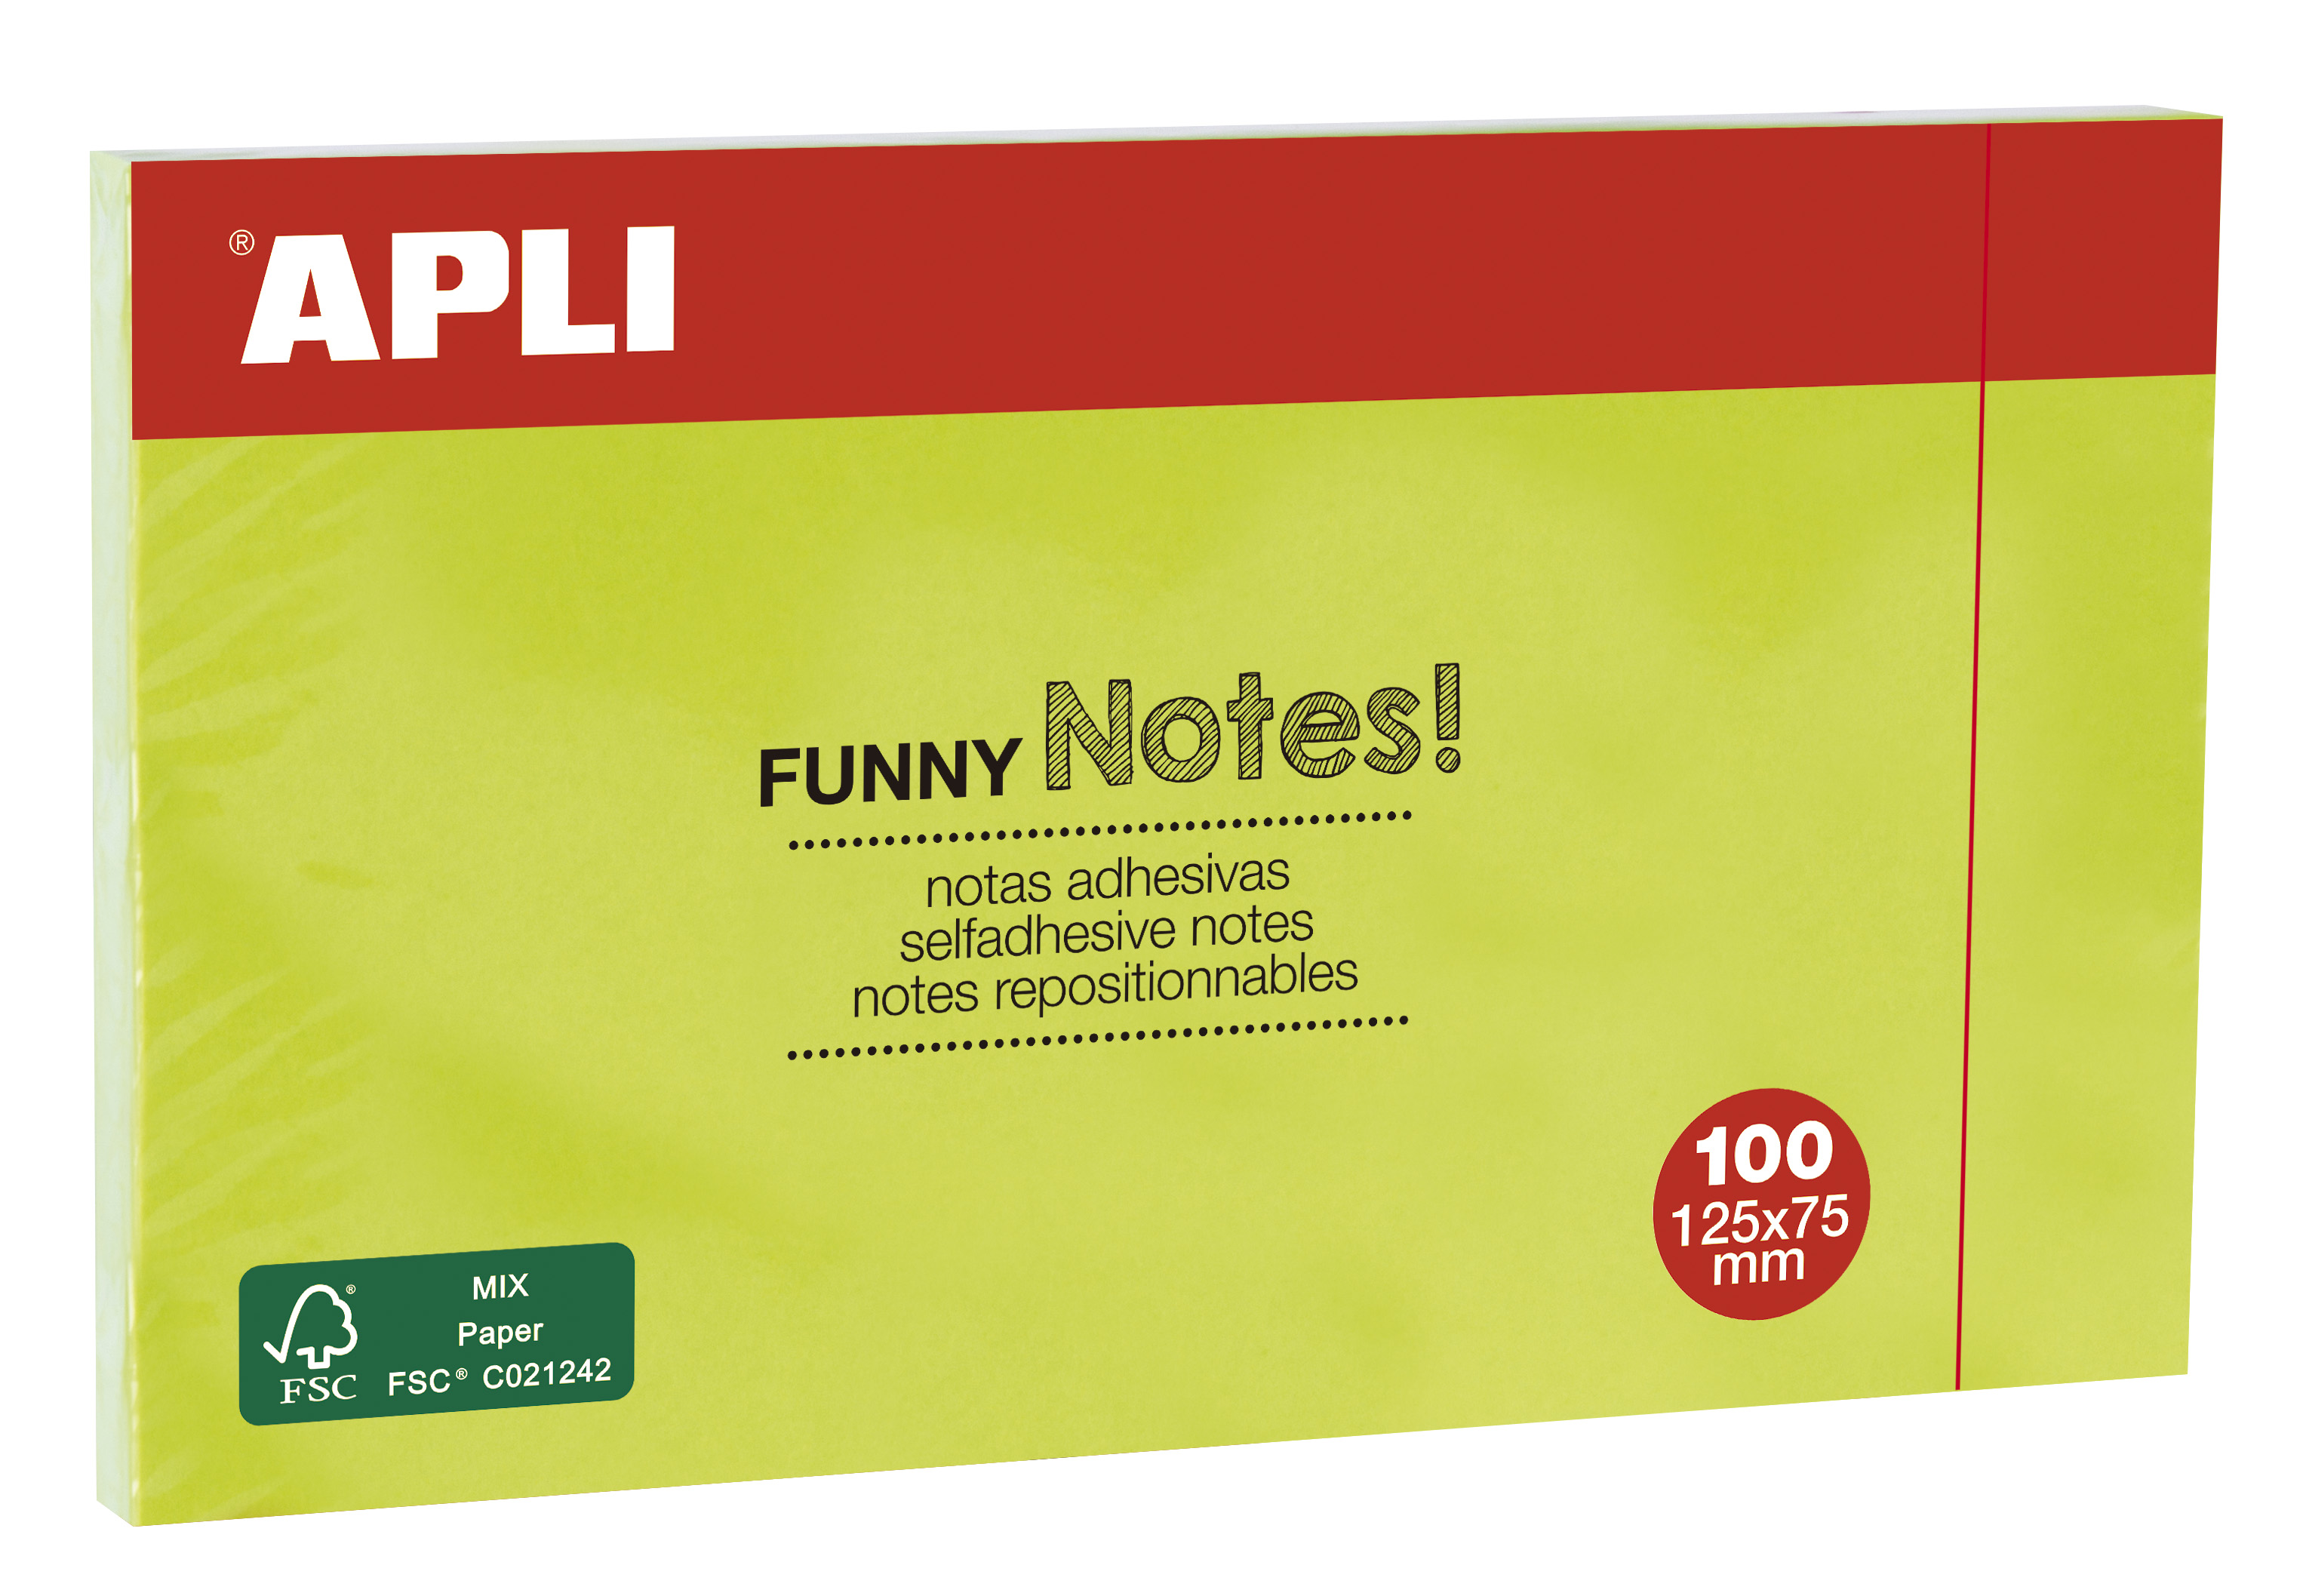 ®APLI
FUNNY Notes!
notas adhesivas
selfadhesive notes
notes repositionnables
100
125x75
mm
MIX
Paper
FSC® C021242
®
FSC